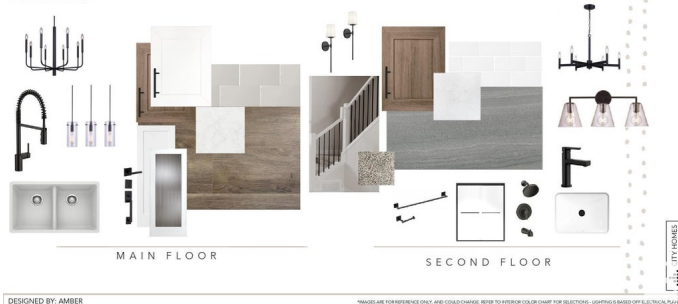 MAIN FLOOR
SECOND FLOOR
CITY HOMES
DESIGNED BY: AMBER
*IMAGES ARE FOR REFERENCE ONLY, AND COULD CHANGE. REFER TO INTERIOR COLOR CHART FOR SELECTIONS - LIGHTING IS BASED OFF ELECTRICAL PLAN